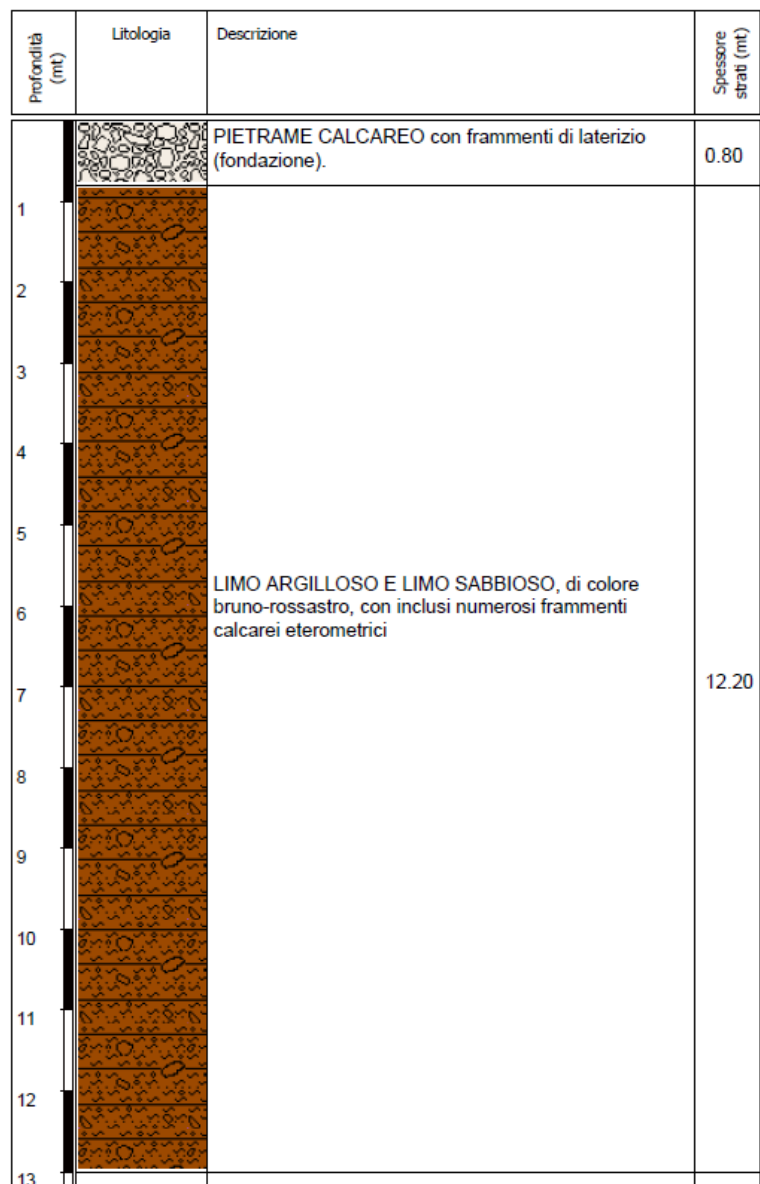 Profondità
(mt)
Litologia
Descrizione
Spessore
strati (mt)
PIETRAME CALCAREO con frammenti di laterizio
(fondazione).
0.80
1
2
3
4
5
LIMO ARGILLOSO E LIMO SABBIOSO, di colore
bruno-rossastro, con inclusi numerosi frammenti
calcarei eterometrici
6
12.20
7
8
9
10
11
12
13